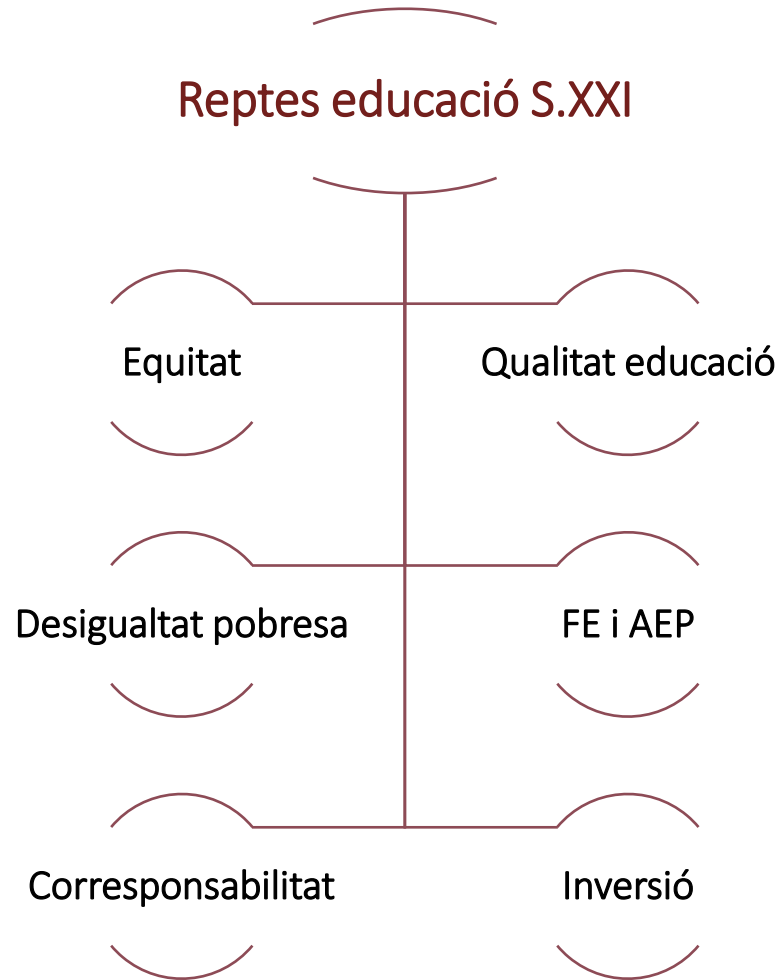 Reptes educació S.XXI
Equitat
Qualitat educació
Desigualtat pobresa
FE i AEP
Corresponsabilitat
Inversió